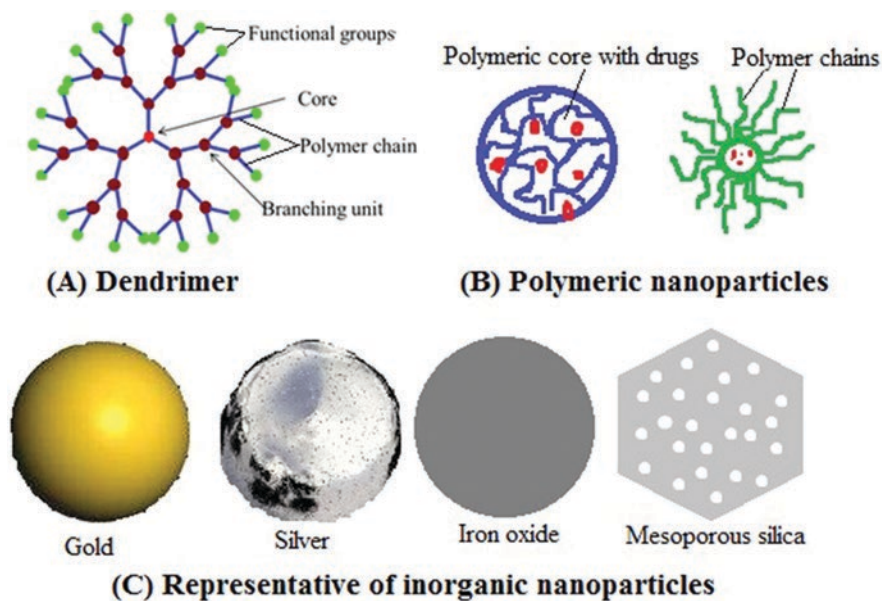 Functional groups
Core
Polymer chain
Branching unit
(A) Dendrimer
Polymeric core with drugs
Polymer chains
(B) Polymeric nanoparticles
Gold
Silver
Iron oxide
Mesoporous silica
(C) Representative of inorganic nanoparticles